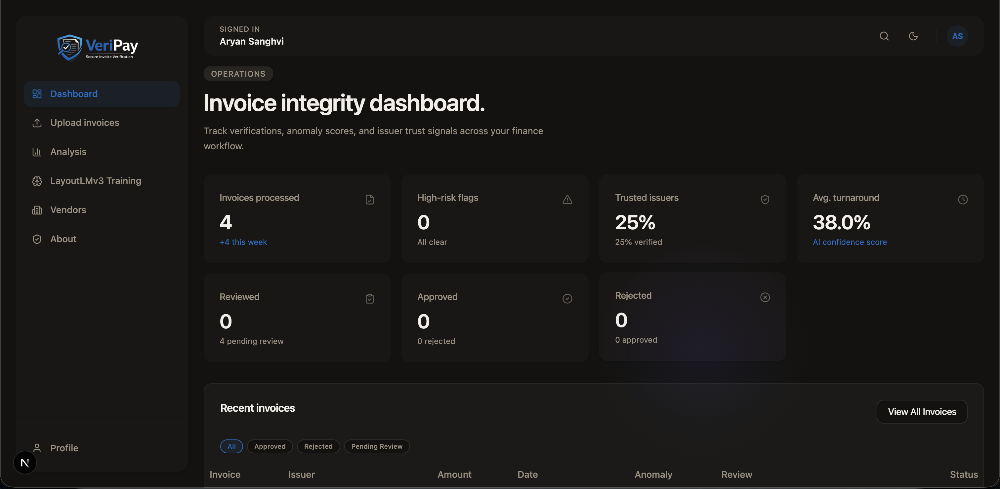 VeriPay
Secure Invoice Verification
Dashboard
Upload invoices
Analysis
LayoutLMv3 Training
Vendors
About
Profile
N
SIGNED IN
Aryan Sanghvi
AS
OPERATIONS
Invoice integrity dashboard.
Track verifications, anomaly scores, and issuer trust signals across your finance
workflow.
Invoices processed
4
+4 this week
High-risk flags
0
All clear
Trusted issuers
25%
25% verified
Avg. turnaround
38.0%
AI confidence score
Reviewed
0
4 pending review
Approved
0
0 rejected
Rejected
0
0 approved
Recent invoices
View All Invoices
All Approved Rejected Pending Review
Invoice Issuer Amount Date Anomaly Review Status